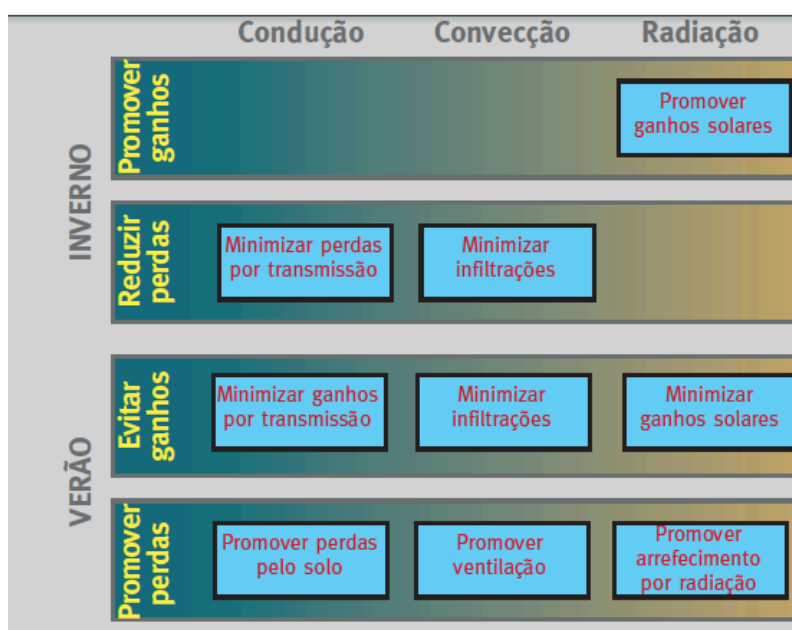 Condução Convecção Radiação
INVERNO
Promover
ganhos
Promover
ganhos solares
Reduzir
perdas
Minimizar perdas
por transmissão
Minimizar
infiltrações
VERÃO
Evitar
ganhos
Minimizar ganhos
por transmissão
Minimizar
infiltrações
Minimizar
ganhos solares
Promover
perdas
Promover perdas
pelo solo
Promover
ventilação
Promover
arrefecimento
por radiação